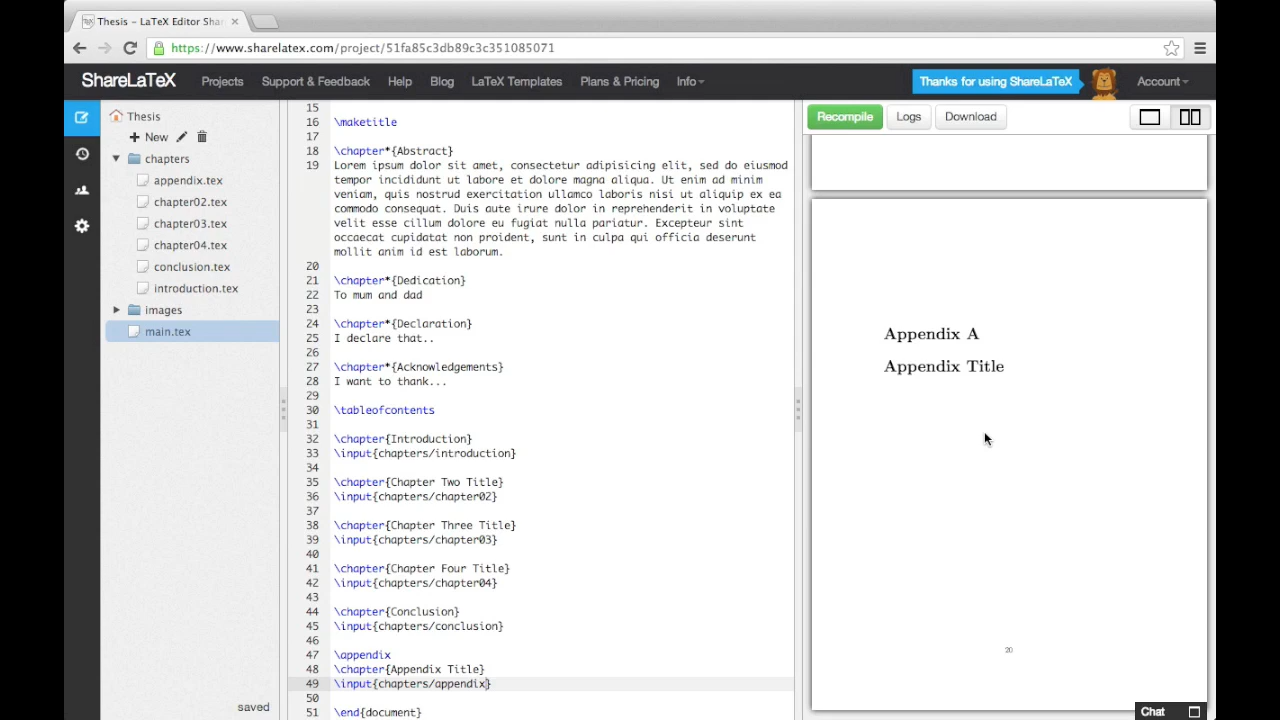 Thesis – LaTeX Editor Shar
https://www.sharelatex.com/project/51fa85c3db89c3c351085071
ShareLaTeX Projects Support & Feedback Help Blog LaTeX Templates Plans & Pricing Info Thanks for using ShareLaTeX Account
Thesis
New
chapters
appendix.tex
chapter02.tex
chapter03.tex
chapter04.tex
conclusion.tex
introduction.tex
images
main.tex
saved
15
16 \maketitle
17
18 \chapter*{Abstract}
19 Lorem ipsum dolor sit amet, consectetur adipisicing elit, sed do eiusmod
tempor incididunt ut labore et dolore magna aliqua. Ut enim ad minim
veniam, quis nostrud exercitation ullamco laboris nisi ut aliquip ex ea
commodo consequat. Duis aute irure dolor in reprehenderit in voluptate
velit esse cillum dolore eu fugiat nulla pariatur. Excepteur sint
occaecat cupidatat non proident, sunt in culpa qui officia deserunt
mollit anim id est laborum.
20
21 \chapter*{Dedication}
22 To mum and dad
23
24 \chapter*{Declaration}
25 I declare that..
26
27 \chapter*{Acknowledgements}
28 I want to thank...
29
30 \tableofcontents
31
32 \chapter{Introduction}
33 \input{chapters/introduction}
34
35 \chapter{Chapter Two Title}
36 \input{chapters/chapter02}
37
38 \chapter{Chapter Three Title}
39 \input{chapters/chapter03}
40
41 \chapter{Chapter Four Title}
42 \input{chapters/chapter04}
43
44 \chapter{Conclusion}
45 \input{chapters/conclusion}
46
47 \appendix
48 \chapter{Appendix Title}
49 \input{chapters/appendix}
50
51 \end{document}
Recompile Logs Download
Appendix A
Appendix Title
20
Chat